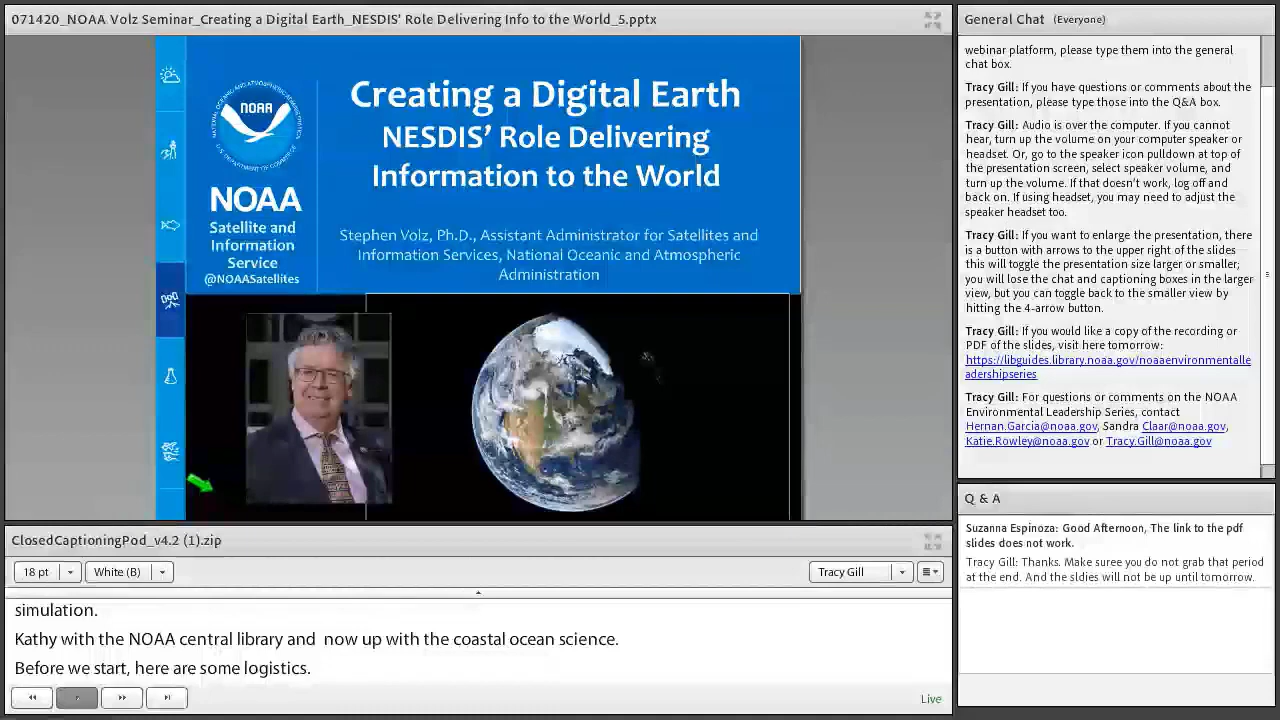 071420_NOAA Volz Seminar_Creating a Digital Earth_NESDIS' Role Delivering Info to the World_5.pptx
NOAA
NATIONAL OCEANIC AND ATMOSPHERIC ADMINISTRATION
U.S. DEPARTMENT OF COMMERCE
NOAA
Satellite and
Information
Service
@NOAASatellites
Creating a Digital Earth
NESDIS' Role Delivering
Information to the World
Stephen Volz, Ph.D., Assistant Administrator for Satellites and
Information Services, National Oceanic and Atmospheric
Administration
ClosedCaptioningPod_v4.2 (1).zip
18 pt
White (B)
Tracy Gill
simulation.
Kathy with the NOAA central library and  now up with the coastal ocean science.
Before we start, here are some logistics.
Live
General Chat (Everyone)
webinar platform, please type them into the general
chat box.
Tracy Gill: If you have questions or comments about the
presentation, please type those into the Q&A box.
Tracy Gill: Audio is over the computer. If you cannot
hear, turn up the volume on your computer speaker or
headset. Or, go to the speaker icon pulldown at top of
the presentation screen, select speaker volume, and
turn up the volume. If that doesn't work, log off and
back on. If using headset, you may need to adjust the
speaker headset too.
Tracy Gill: If you want to enlarge the presentation, there
is a button with arrows to the upper right of the slides
this will toggle the presentation size larger or smaller;
you will lose the chat and captioning boxes in the larger
view, but you can toggle back to the smaller view by
hitting the 4-arrow button.
Tracy Gill: If you would like a copy of the recording or
PDF of the slides, visit here tomorrow:
https://libguides.library.noaa.gov/noaaenvironmentalle
adershipseries
Tracy Gill: For questions or comments on the NOAA
Environmental Leadership Series, contact
Hernan.Garcia@noaa.gov, Sandra Claar@noaa.gov,
Katie.Rowley@noaa.gov or Tracy.Gill@noaa.gov
Q & A
Suzanna Espinoza: Good Afternoon, The link to the pdf
slides does not work.
Tracy Gill: Thanks. Make suree you do not grab that period
at the end. And the sldies will not be up until tomorrow.